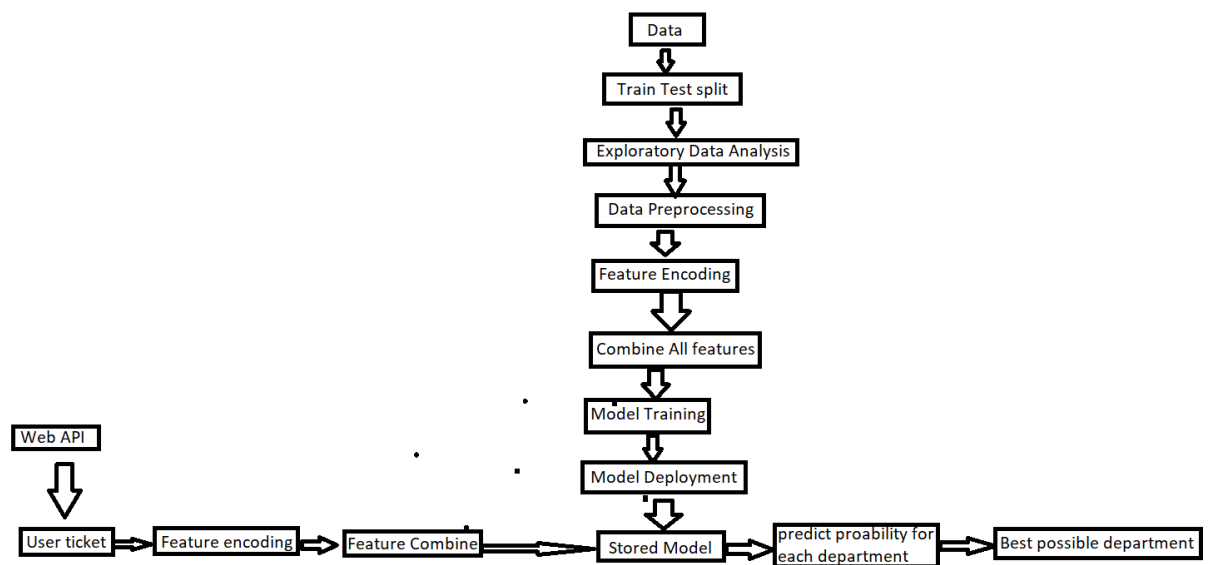 Data
Train Test split
Exploratory Data Analysis
Data Preprocessing
Feature Encoding
Combine All features
Model Training
Model Deployment
Web API
User ticket
Feature encoding
Feature Combine
Stored Model
predict proability for
each department
Best possible department